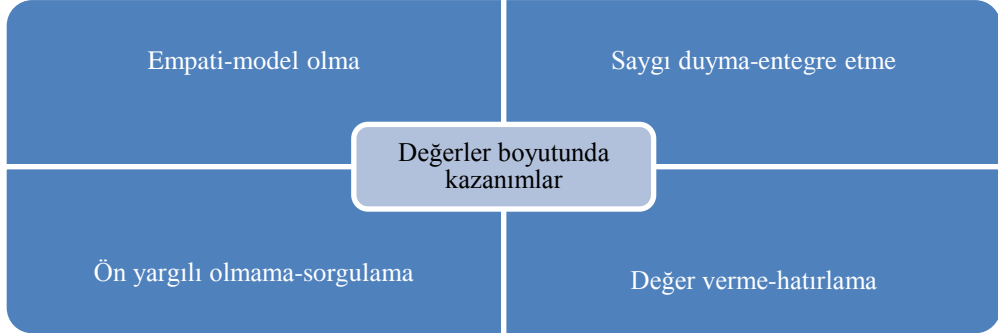 Empati-model olma
Saygı duyma-entegre etme
Değerler boyutunda
kazanımlar
Ön yargılı olmama-sorgulama
Değer verme-hatırlama